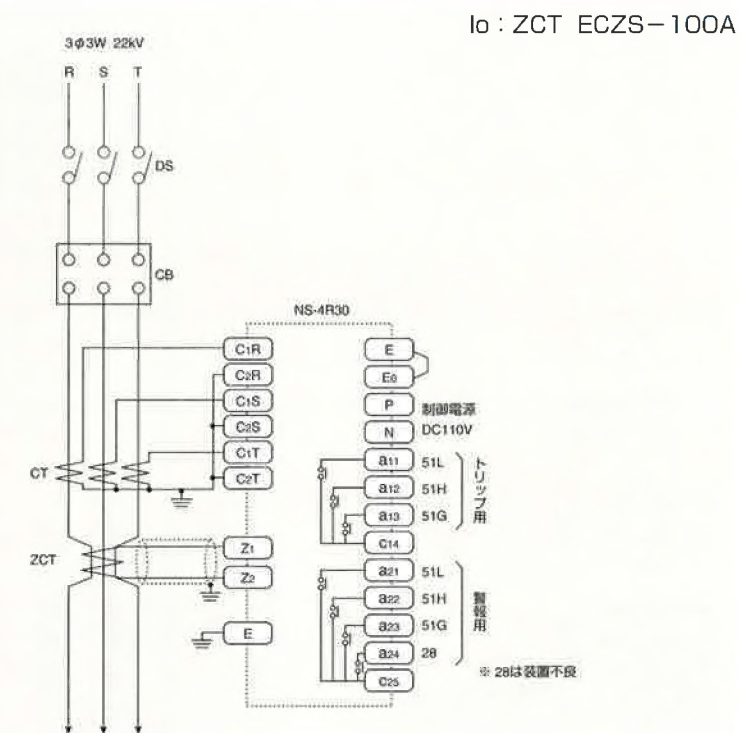 Io：ZCT ECZS−100A
3φ3W 22kV
R S T
DS
CB
NS-4R30
C1R
C2R
C1S
C2S
C1T
C2T
CT
ZCT
Z1
Z2
E
E
E0
P
N
制御電源
DC110V
a11 51L
a12 51H
a13 51G
C14
トリップ用
a21 51L
a22 51H
a23 51G
a24 28
C25
警報用
※ 28は装置不良